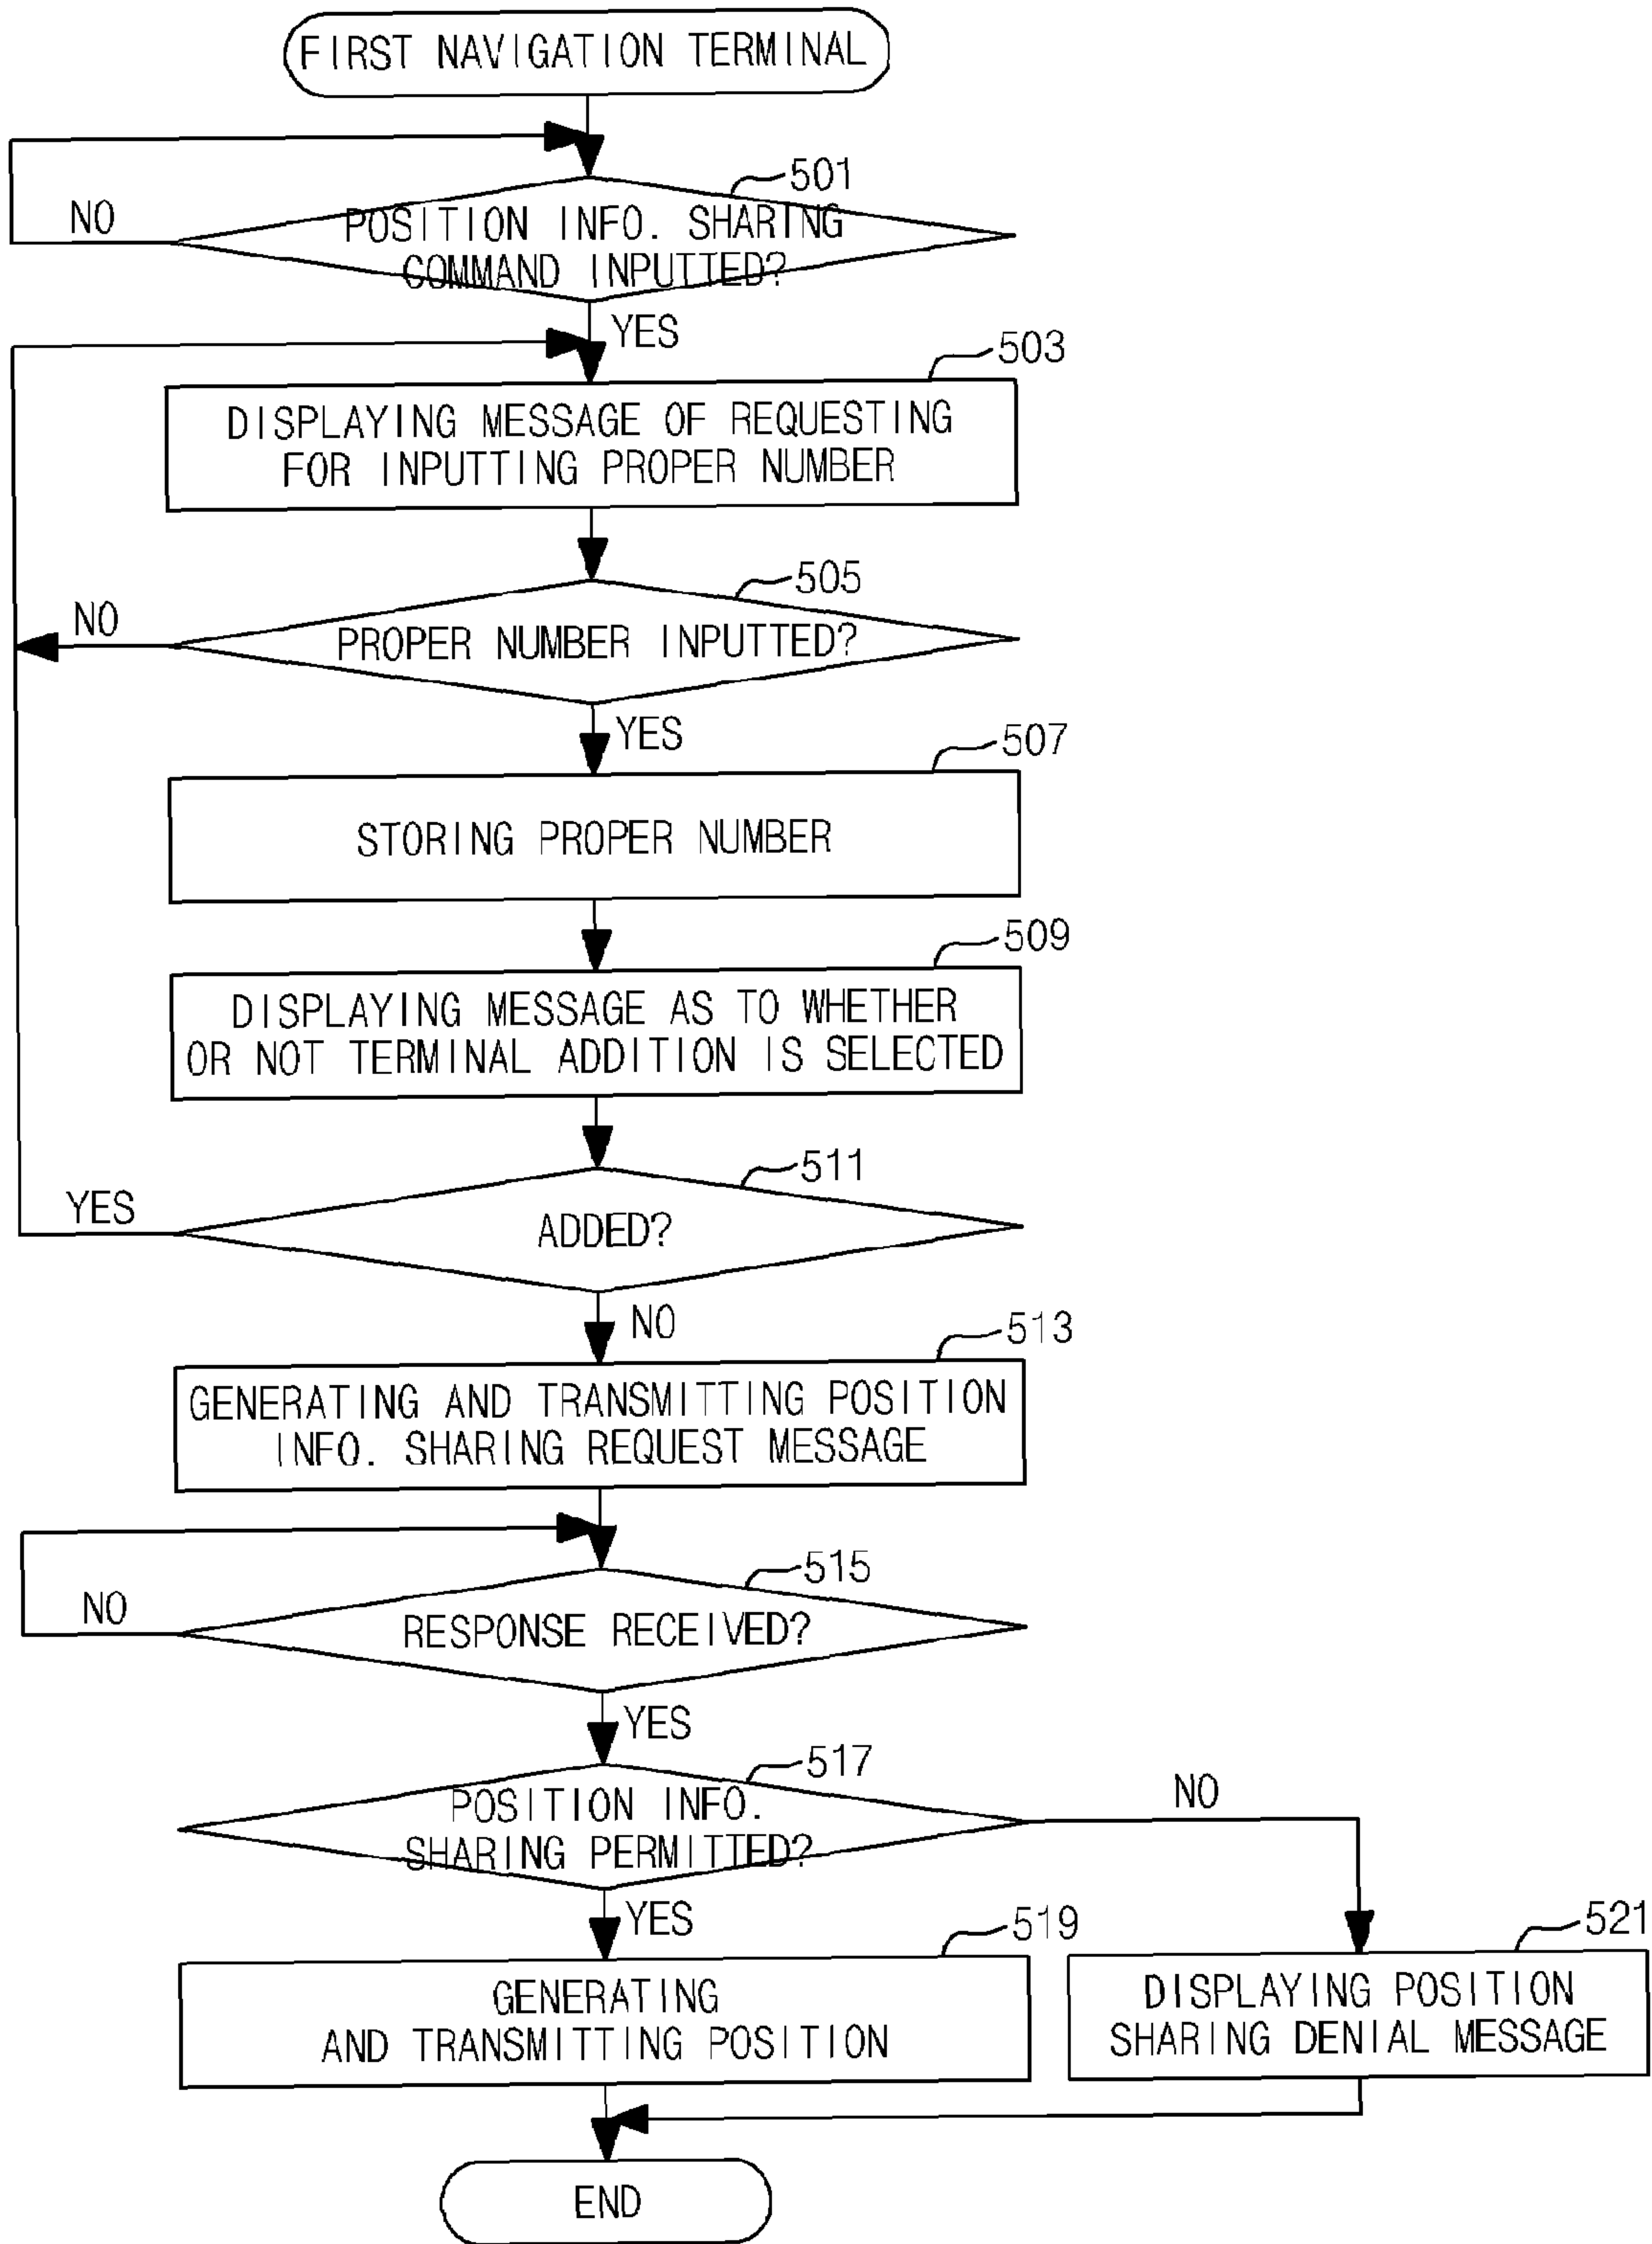 FIRST NAVIGATION TERMINAL
501
NO
POSITION INFO. SHARING
COMMAND INPUTTED?
YES
503
DISPLAYING MESSAGE OF REQUESTING
FOR INPUTTING PROPER NUMBER
505
NO
PROPER NUMBER INPUTTED?
YES
507
STORING PROPER NUMBER
509
DISPLAYING MESSAGE AS TO WHETHER
OR NOT TERMINAL ADDITION IS SELECTED
511
YES
ADDED?
NO
513
GENERATING AND TRANSMITTING POSITION
INFO. SHARING REQUEST MESSAGE
515
NO
RESPONSE RECEIVED?
YES
517
NO
POSITION INFO.
SHARING PERMITTED?
YES
519
521
GENERATING
AND TRANSMITTING POSITION
DISPLAYING POSITION
SHARING DENIAL MESSAGE
END